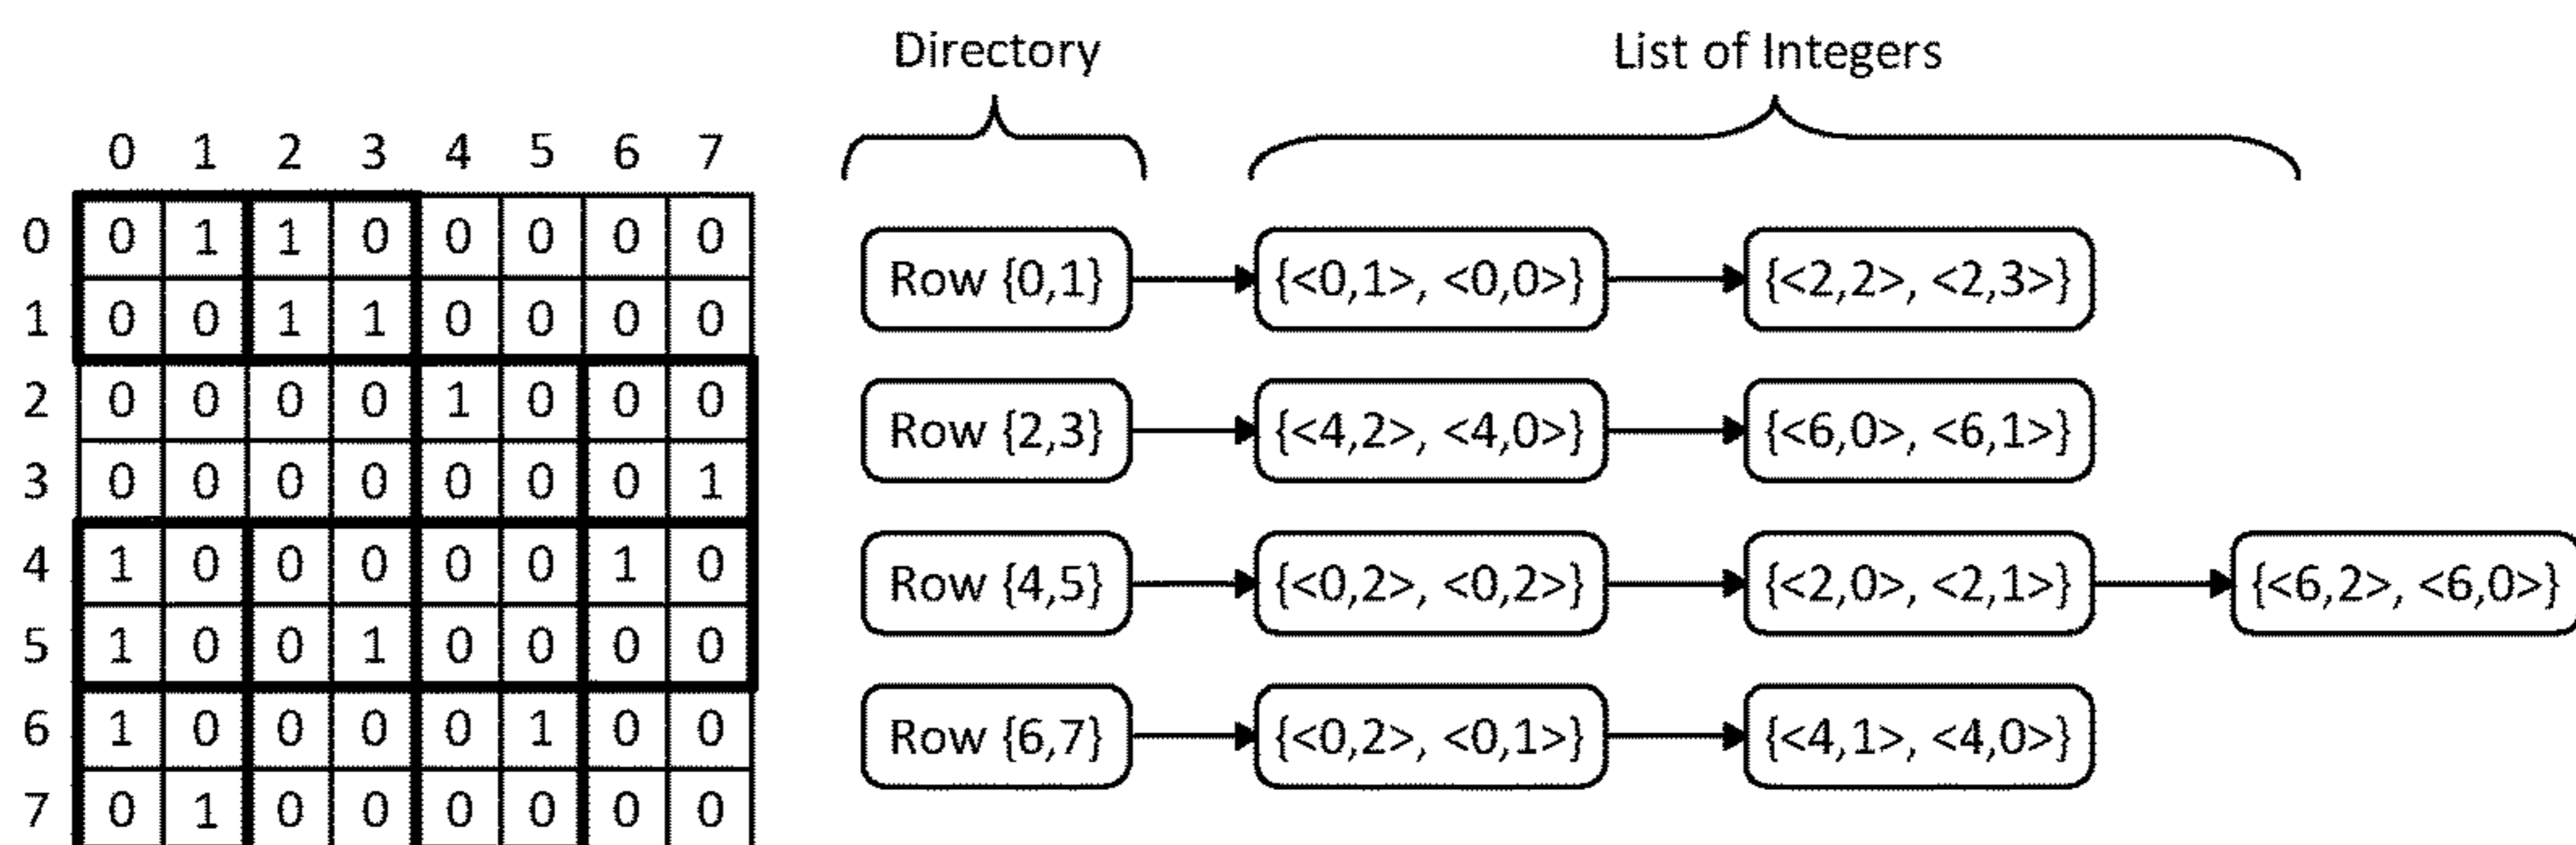 Directory List of Integers
0 1 2 3 4 5 6 7
0 0 1 1 0 0 0 0 0
Row {0,1} {<0,1>, <0,0>} {<2,2>, <2,3>}
1 0 0 1 1 0 0 0 0
2 0 0 0 0 1 0 0 0
Row {2,3} {<4,2>, <4,0>} {<6,0>, <6,1>}
3 0 0 0 0 0 0 0 1
4 1 0 0 0 0 0 1 0
Row {4,5} {<0,2>, <0,2>} {<2,0>, <2,1>} {<6,2>, <6,0>}
5 1 0 0 1 0 0 0 0
6 1 0 0 0 0 1 0 0
Row {6,7} {<0,2>, <0,1>} {<4,1>, <4,0>}
7 0 1 0 0 0 0 0 0